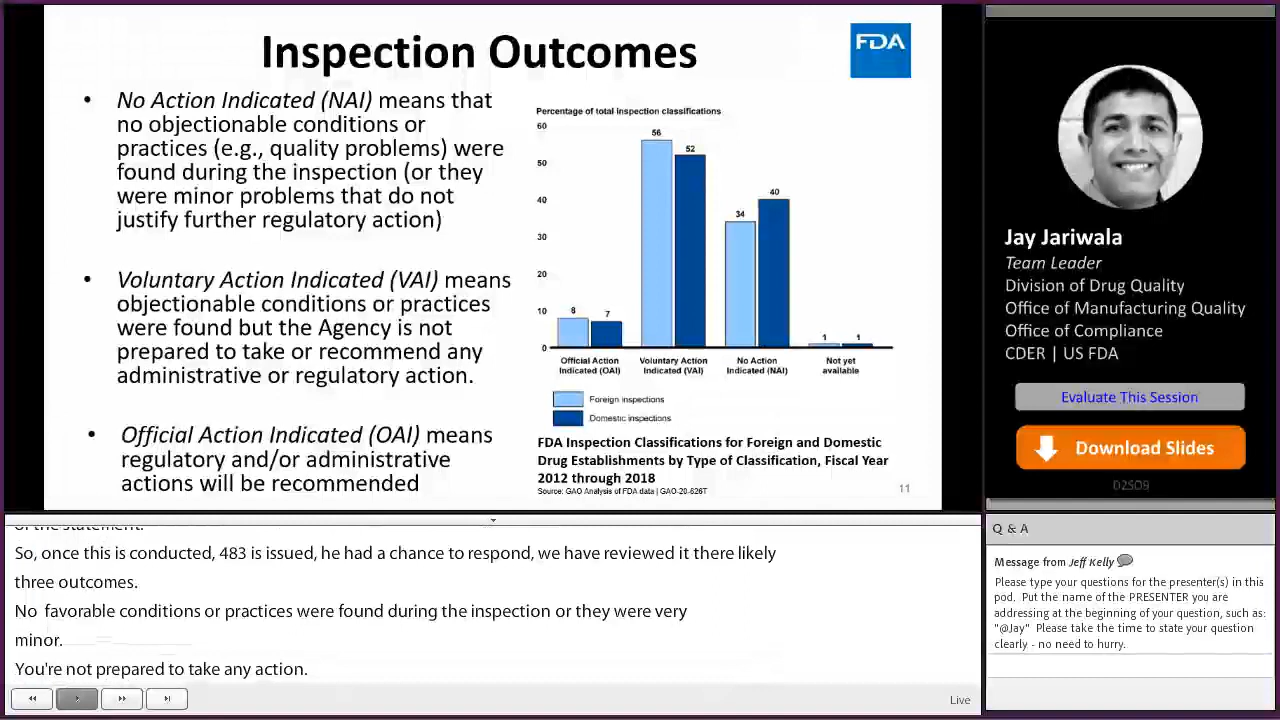 Inspection Outcomes
FDA
• No Action Indicated (NAI) means that
no objectionable conditions or
practices (e.g., quality problems) were
found during the inspection (or they
were minor problems that do not
justify further regulatory action)
• Voluntary Action Indicated (VAI) means
objectionable conditions or practices
were found but the Agency is not
prepared to take or recommend any
administrative or regulatory action.
• Official Action Indicated (OAI) means
regulatory and/or administrative
actions will be recommended
Percentage of total inspection classifications
60
50
40
30
20
10
0
8
7
56
52
34
40
1
1
Official Action
Indicated (OAI)
Voluntary Action
Indicated (VAI)
No Action
Indicated (NAI)
Not yet
available
Foreign inspections
Domestic inspections
FDA Inspection Classifications for Foreign and Domestic
Drug Establishments by Type of Classification, Fiscal Year
2012 through 2018
Source: GAO Analysis of FDA data | GAO-20-626T
11
Jay Jariwala
Team Leader
Division of Drug Quality
Office of Manufacturing Quality
Office of Compliance
CDER | US FDA
Evaluate This Session
Download Slides
D2S09
of the statement.
So, once this is conducted, 483 is issued, he had a chance to respond, we have reviewed it there likely
three outcomes.
No favorable conditions or practices were found during the inspection or they were very
minor.
You're not prepared to take any action.
Live
Q & A
Message from Jeff Kelly
Please type your questions for the presenter(s) in this
pod. Put the name of the PRESENTER you are
addressing at the beginning of your question, such as:
"@Jay" Please take the time to state your question
clearly - no need to hurry.